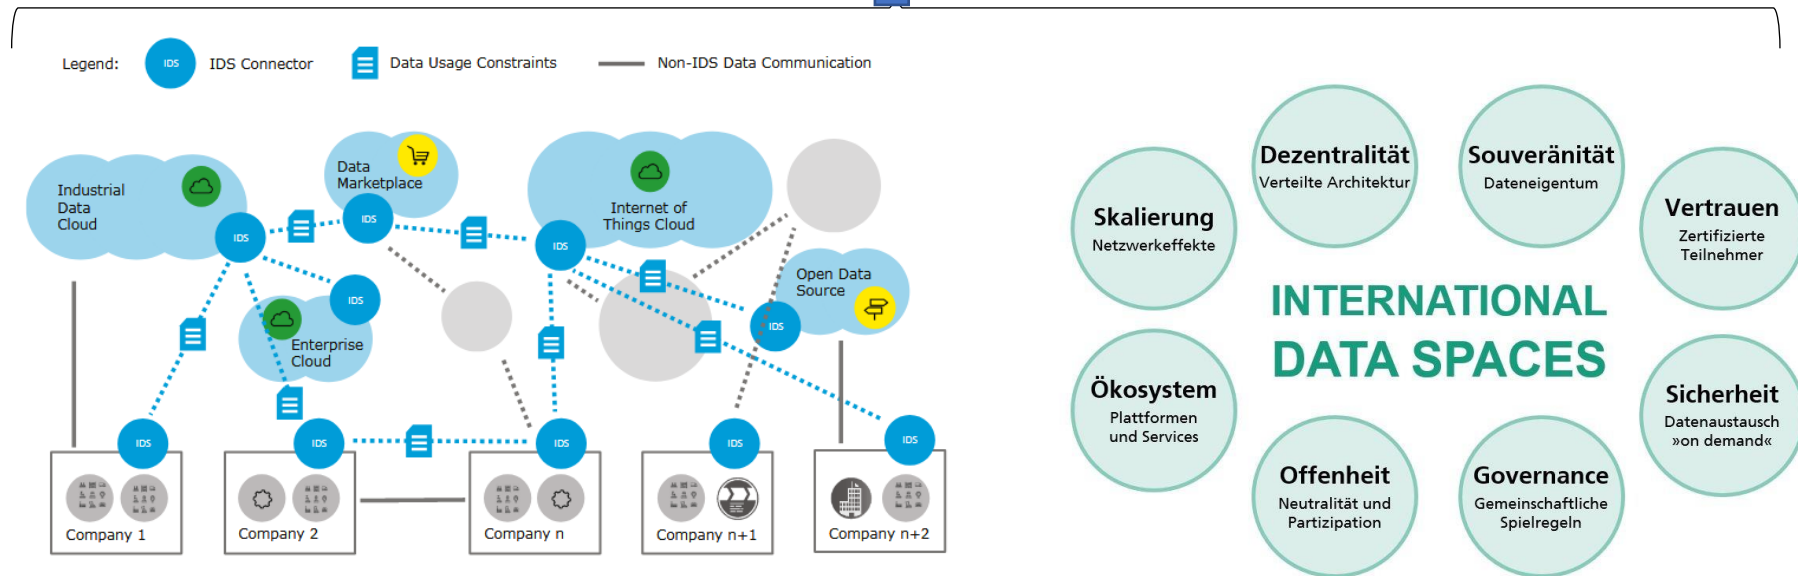 Legend:
IDS
IDS Connector
Data Usage Constraints
Non-IDS Data Communication
Industrial
Data
Cloud
Data
Marketplace
Internet of
Things Cloud
Open Data
Source
Enterprise
Cloud
IDS
IDS
IDS
IDS
IDS
IDS
IDS
IDS
IDS
IDS
Company 1
Company 2
Company n
Company n+1
Company n+2
Dezentralität
Verteilte Architektur
Souveränität
Dateneigentum
Skalierung
Netzwerkeffekte
Vertrauen
Zertifizierte
Teilnehmer
INTERNATIONAL
DATA SPACES
Ökosystem
Plattformen
und Services
Sicherheit
Datenaustausch
»on demand«
Offenheit
Neutralität und
Partizipation
Governance
Gemeinschaftliche
Spielregeln